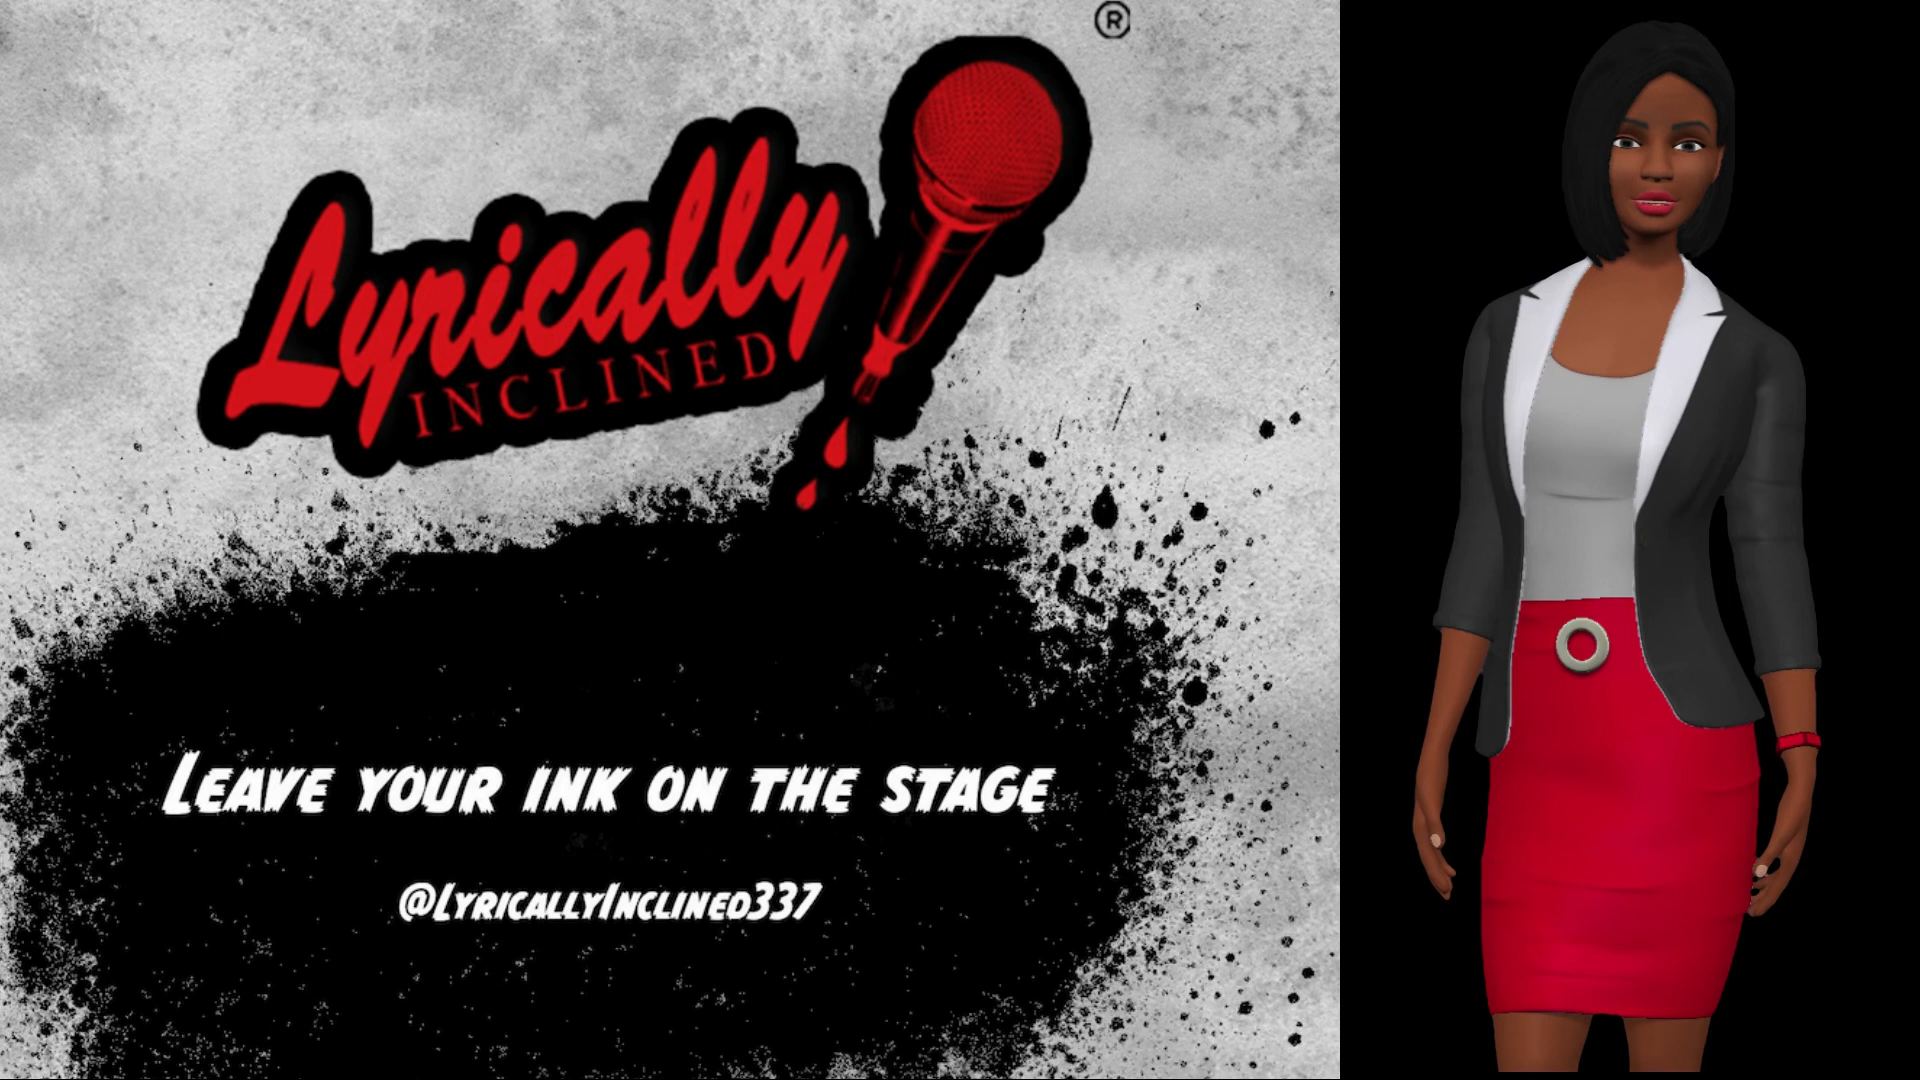 ®
Lyrically
INCLINED
LEAVE YOUR INK ON THE STAGE
@LYRICALLYINCLINED337